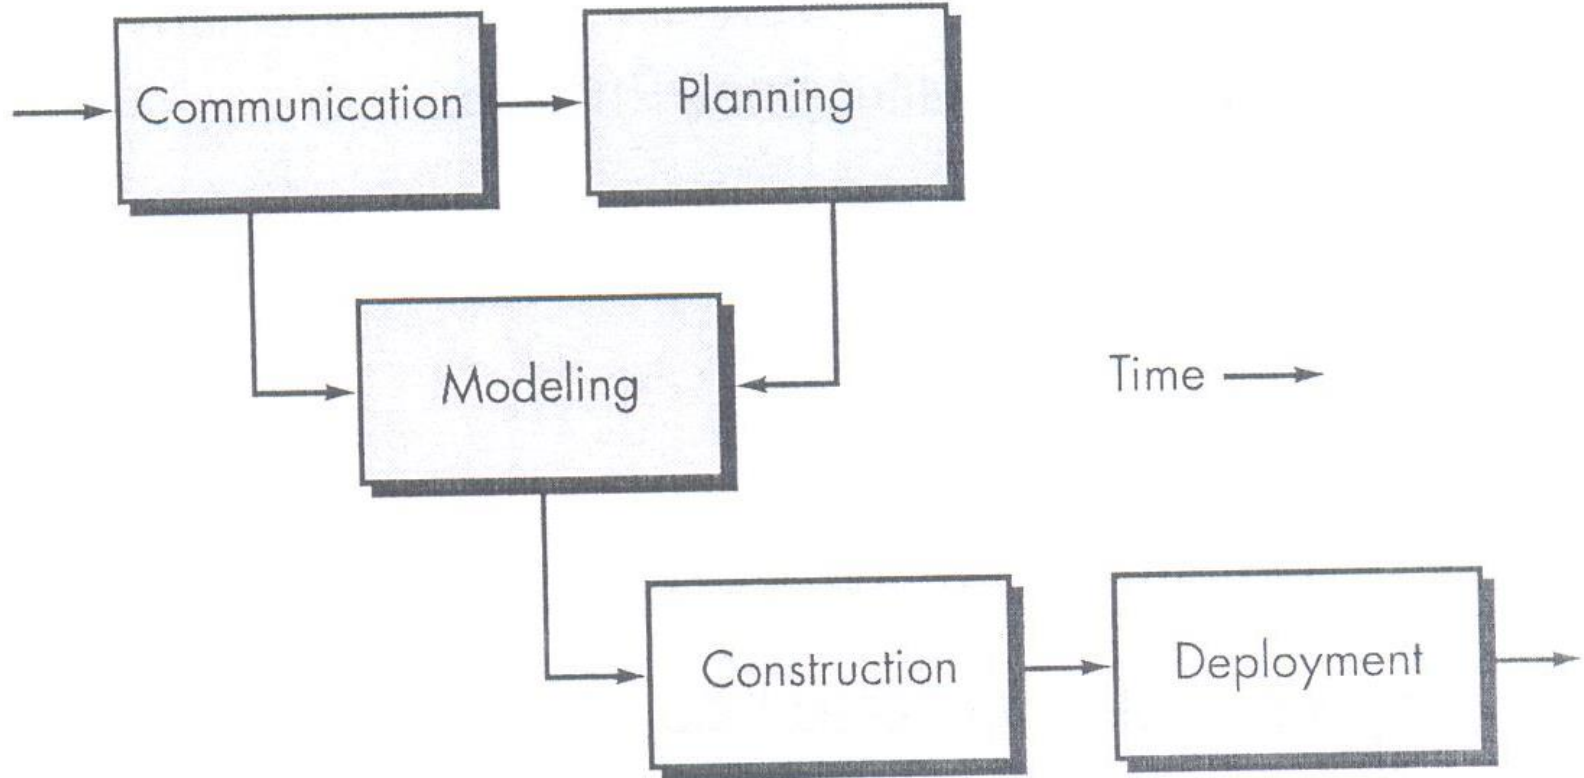 Communication
Planning
Modeling
Time
Construction
Deployment